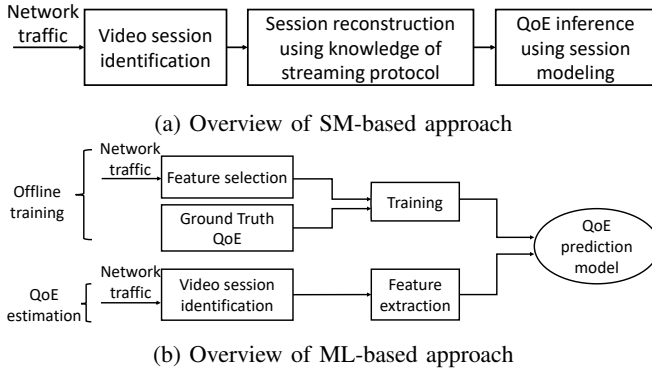 Network
traffic
Video session
identification
Session reconstruction
using knowledge of
streaming protocol
QoE inference
using session
modeling
(a) Overview of SM-based approach
Offline
training
Network
traffic
Feature selection
Ground Truth
QoE
Training
QoE
prediction
model
QoE
estimation
Network
traffic
Video session
identification
Feature
extraction
(b) Overview of ML-based approach